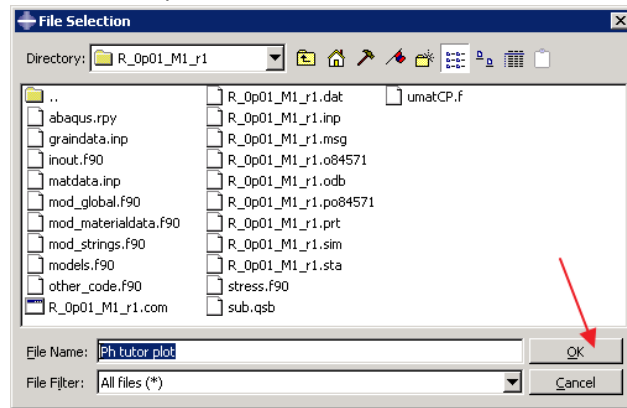 File Selection
Directory: R_0p01_M1_r1
..
abaqus.rpy
graindata.inp
inout.f90
matdata.inp
mod_global.f90
mod_materialdata.f90
mod_strings.f90
models.f90
other_code.f90
R_0p01_M1_r1.com
R_0p01_M1_r1.dat
R_0p01_M1_r1.inp
R_0p01_M1_r1.msg
R_0p01_M1_r1.o84571
R_0p01_M1_r1.odb
R_0p01_M1_r1.po84571
R_0p01_M1_r1.prt
R_0p01_M1_r1.sim
R_0p01_M1_r1.sta
stress.f90
sub.qsb
umatCP.f
File Name: Ph tutor plot
OK
File Filter: All files (*)
Cancel